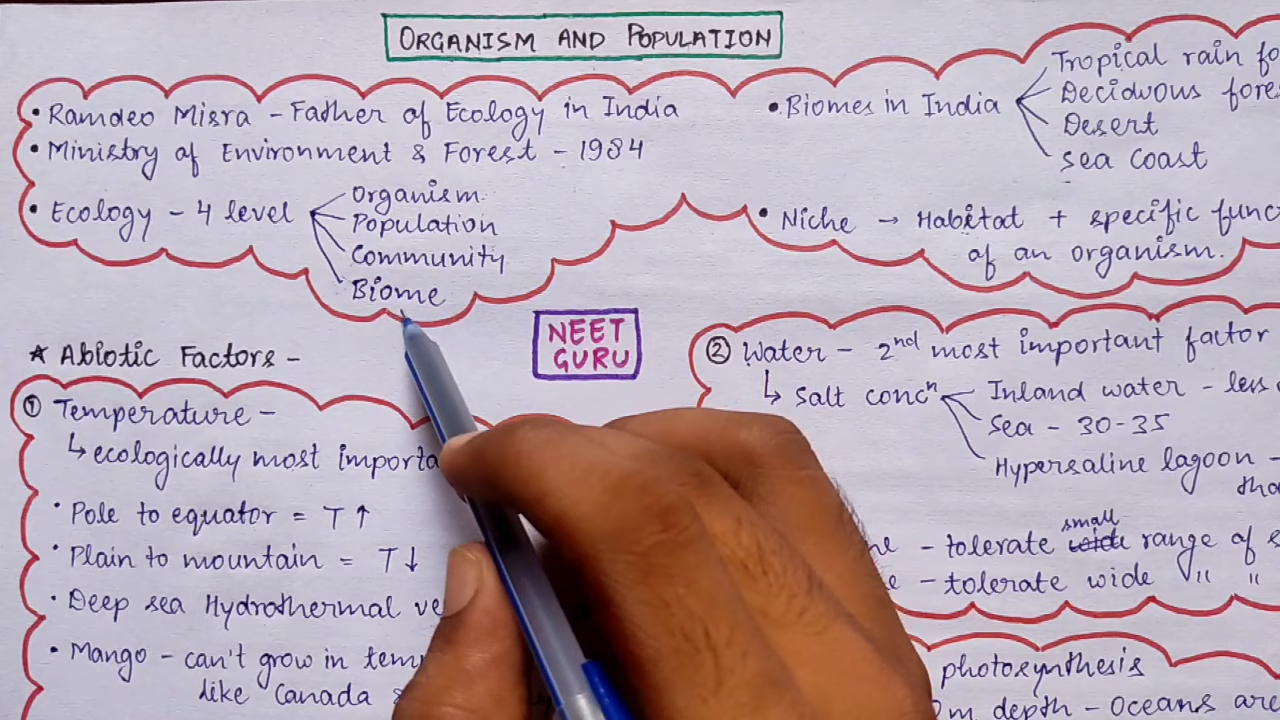 ORGANISM AND POPULATION
• Ramdeo Misra - Father of Ecology in India
• Ministry of Environment & Forest - 1984
• Ecology - 4 level
Organism
Population
Community
Biome
• Biomes in India
Tropical rain fo
Deciduous fore
Desert
Sea coast
• Niche → Habitat + specific func
of an organism.
NEET
GURU
★ Abiotic Factors -
① Temperature -
↳ ecologically most importa
• Pole to equator = T ↑
• Plain to mountain = T ↓
• Deep sea Hydrothermal ve
• Mango - can't grow in tem
like Canada
② Water - 2nd most important factor
↳ Salt concⁿ
Inland water - les
Sea - 30-35
Hypersaline lagoon -
tha
small
- tolerate wide range of
- tolerate wide " "
photosynthesis
m depth - Oceans are